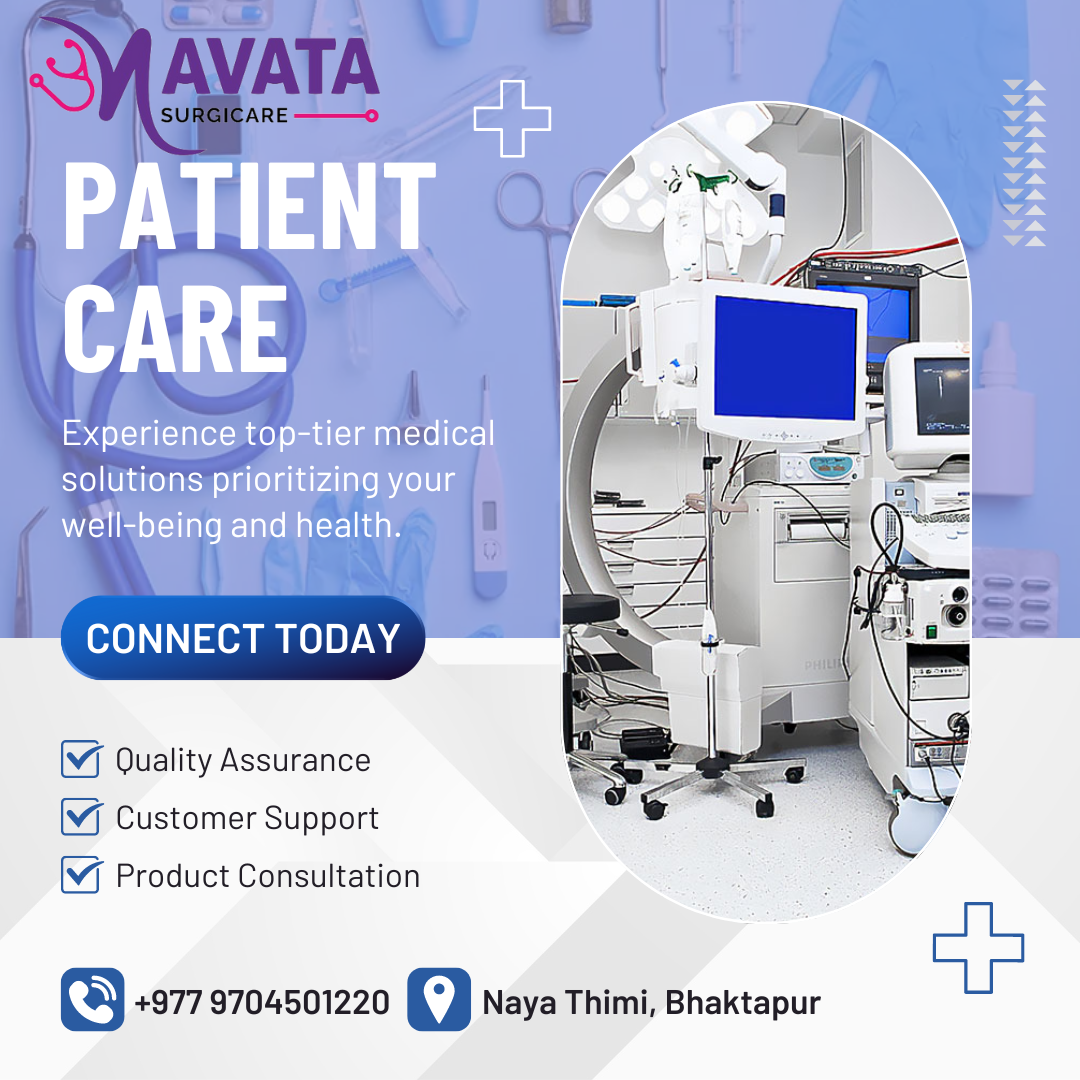 NAVATA
SURGICARE
PATIENT
CARE
Experience top-tier medical
solutions prioritizing your
well-being and health.
CONNECT TODAY
Quality Assurance
Customer Support
Product Consultation
+977 9704501220
Naya Thimi, Bhaktapur